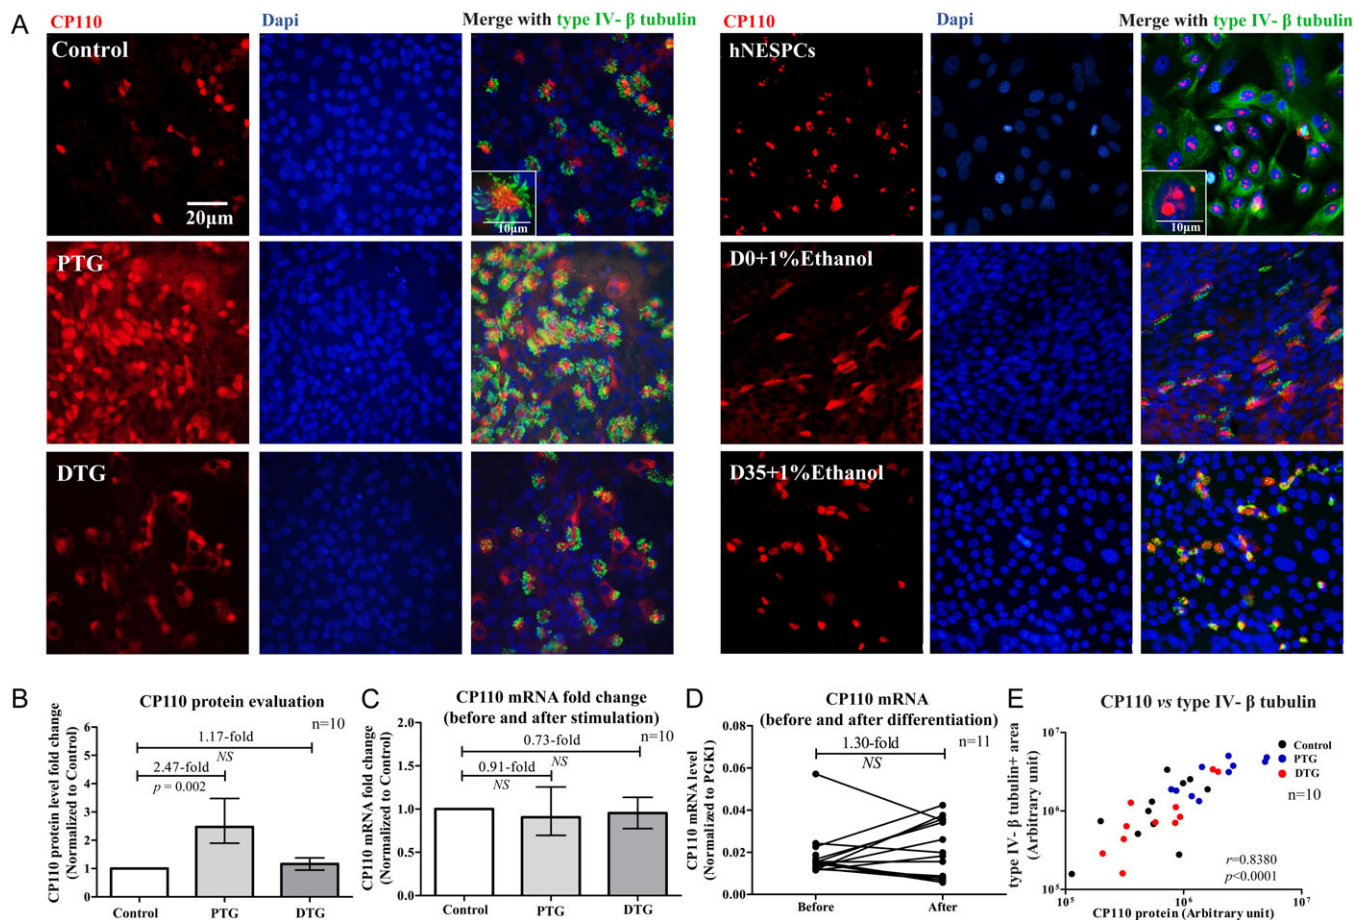 A
CP110
Dapi
Merge with type IV- β tubulin
Control
20μm
10μm
PTG
DTG
CP110
Dapi
Merge with type IV- β tubulin
hNESPCs
10μm
D0+1%Ethanol
D35+1%Ethanol
B
CP110 protein evaluation
n=10
1.17-fold
NS
2.47-fold
p = 0.002
CP110 protein level fold change
(Normalized to Control)
6
5
4
3
2
1
0
Control
PTG
DTG
C
CP110 mRNA fold change
(before and after stimulation)
n=10
0.73-fold
NS
0.91-fold
NS
CP110 mRNA fold change
(Normalized to Control)
2.0
1.5
1.0
0.5
0.0
Control
PTG
DTG
D
CP110 mRNA
(before and after differentiation)
n=11
1.30-fold
NS
CP110 mRNA level
(Normalized to PGK1)
0.08
0.06
0.04
0.02
0.00
Before
After
E
CP110 vs type IV- β tubulin
Control
PTG
DTG
n=10
type IV- β tubulin+ area
(Arbitrary unit)
10⁷
10⁶
10⁵
r=0.8380
p<0.0001
10⁵
10⁶
10⁷
CP110 protein (Arbitrary unit)